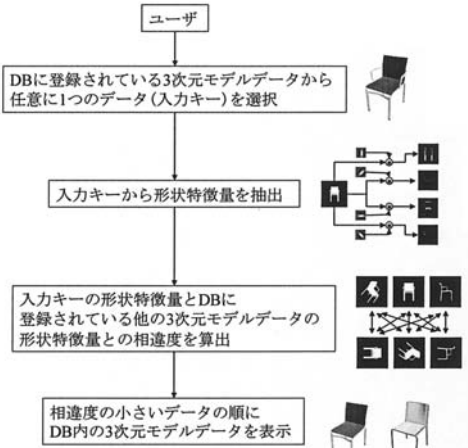 ユーザ
DBに登録されている3次元モデルデータから
任意に1つのデータ(入力キー)を選択
入力キーから形状特徴量を抽出
入力キーの形状特徴量とDBに
登録されている他の3次元モデルデータの
形状特徴量との相違度を算出
相違度の小さいデータの順に
DB内の3次元モデルデータを表示